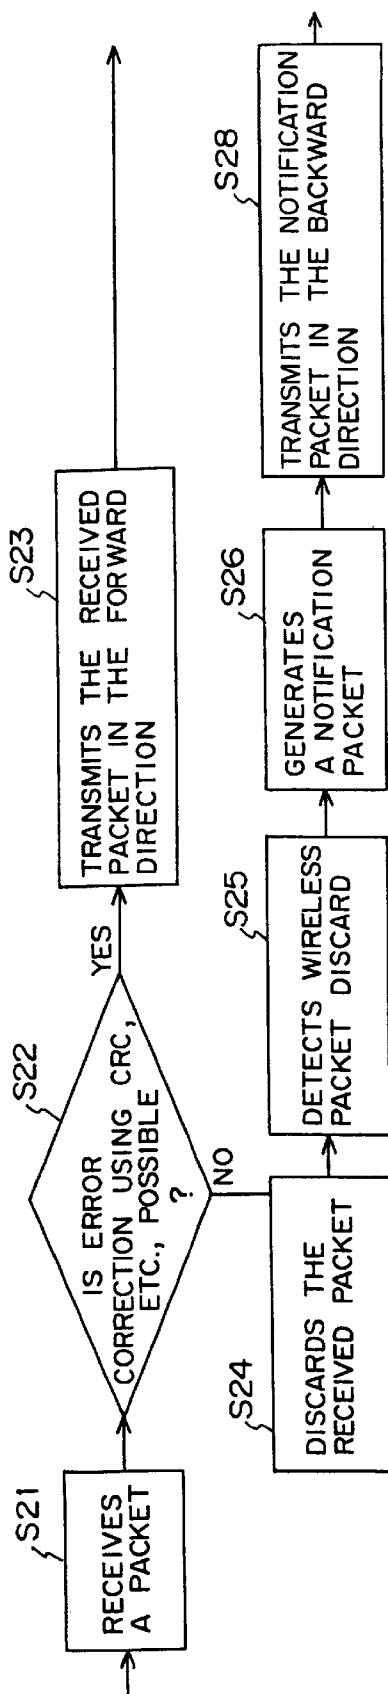 S21
RECEIVES
A PACKET
S22
IS ERROR
CORRECTION USING CRC,
ETC., POSSIBLE
?
YES
S23
TRANSMITS THE RECEIVED
PACKET IN THE FORWARD
DIRECTION
NO
S24
DISCARDS THE
RECEIVED PACKET
S25
DETECTS WIRELESS
PACKET DISCARD
S26
GENERATES
A NOTIFICATION
PACKET
S28
TRANSMITS THE NOTIFICATION
PACKET IN THE BACKWARD
DIRECTION